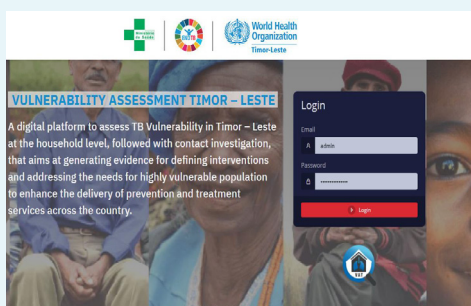 World Health
Organization
Timor-Leste
VULNERABILITY ASSESSMENT TIMOR – LESTE
A digital platform to assess TB Vulnerability in Timor – Leste
at the household level, followed with contact investigation,
that aims at generating evidence for defining interventions
and addressing the needs for highly vulnerable population
to enhance the delivery of prevention and treatment
services across the country.
Login
Email
admin
Password
Login
VAT